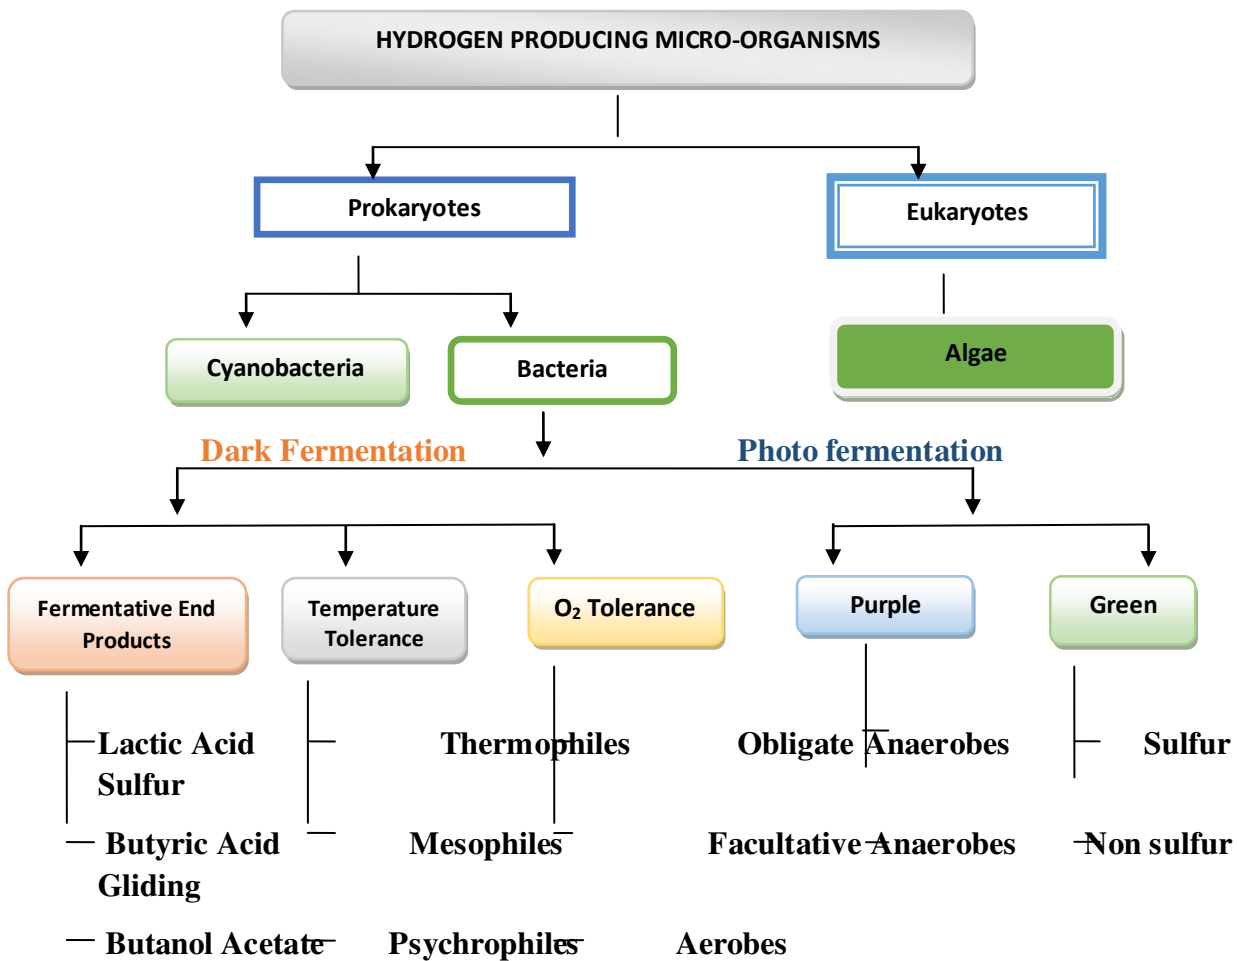 HYDROGEN PRODUCING MICRO-ORGANISMS
Prokaryotes
Eukaryotes
Cyanobacteria
Bacteria
Algae
Dark Fermentation
Photo fermentation
Fermentative End
Products
Temperature
Tolerance
O₂ Tolerance
Purple
Green
Lactic Acid Thermophiles Obligate Anaerobes Sulfur
Sulfur
Butyric Acid Mesophiles Facultative Anaerobes Non sulfur
Gliding
Butanol Acetate Psychrophiles Aerobes